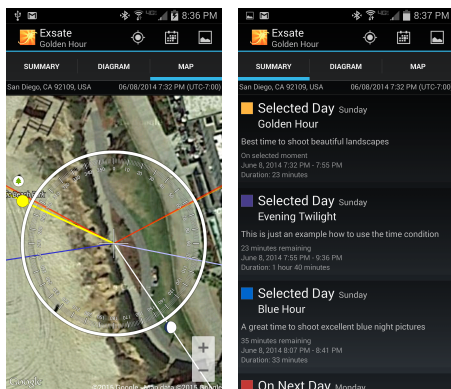 8:36 PM
Exsate
Golden Hour
SUMMARY DIAGRAM MAP
San Diego, CA 92109, USA 06/08/2014 7:32 PM (UTC-7:00)
Google
8:37 PM
Exsate
Golden Hour
SUMMARY DIAGRAM MAP
San Diego, CA 92109, USA 06/08/2014 7:32 PM (UTC-7:00)
Selected Day Sunday
Golden Hour
Best time to shoot beautiful landscapes
On selected moment
June 8, 2014 7:32 PM - 7:55 PM
Duration: 23 minutes
Selected Day Sunday
Evening Twilight
This is just an example how to use the time condition
23 minutes remaining
June 8, 2014 7:55 PM - 9:36 PM
Duration: 1 hour 40 minutes
Selected Day Sunday
Blue Hour
A great time to shoot excellent blue night pictures
35 minutes remaining
June 8, 2014 8:07 PM - 8:41 PM
Duration: 33 minutes
On Next Day Monday